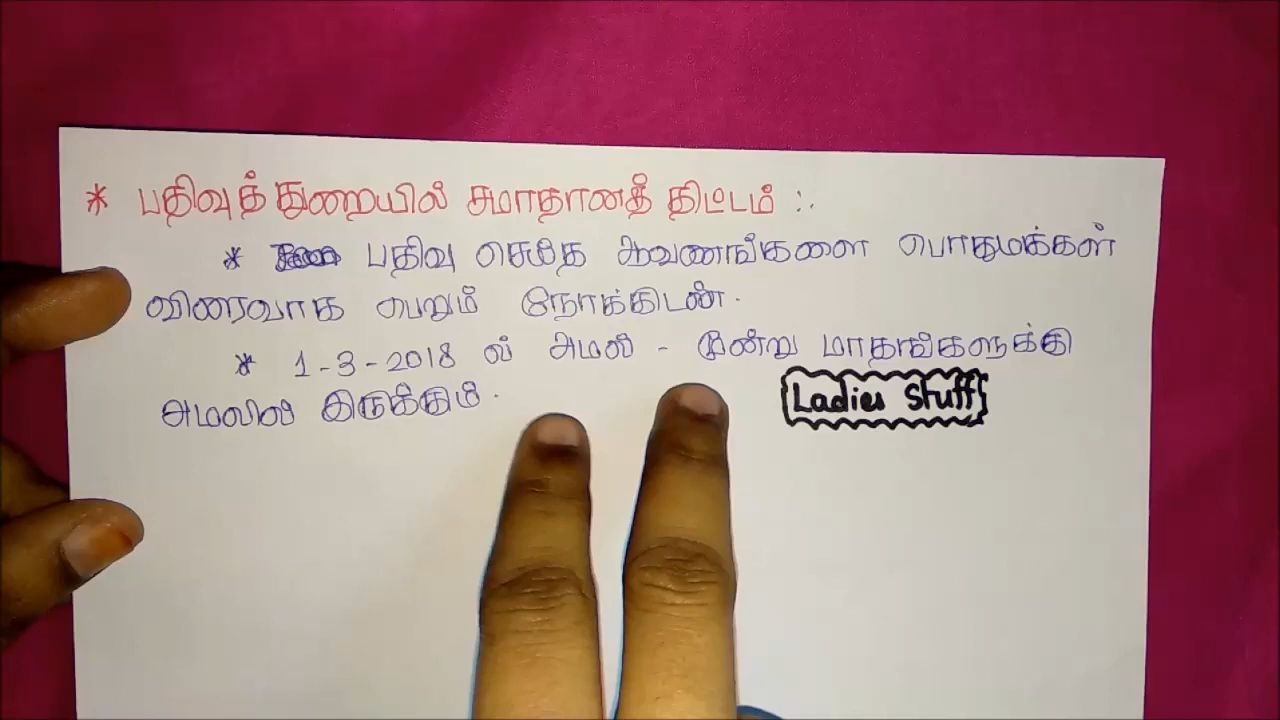 * பதிவுத் துறையில் சமாதானத் திட்டம் :.
* பதிவு செய்த ஆவணங்களை பொதுமக்கள்
விரைவாக பெறும் நோக்கிடன்.
* 1-3-2018 ல் அமல் - மூன்று மாதங்களுக்கு
அமலில் இருக்கும்.
Ladies Stuff